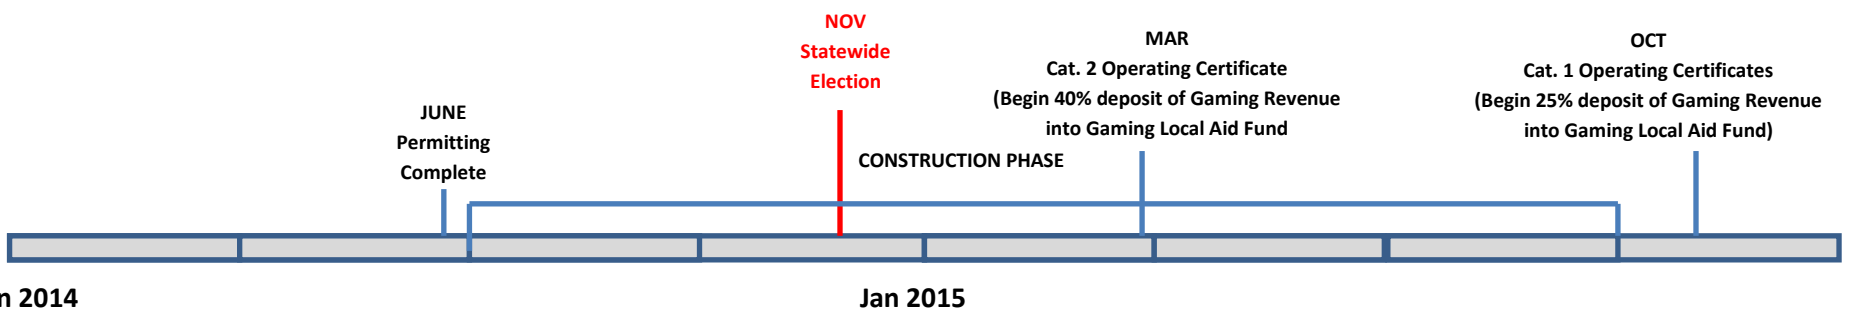 NOV
Statewide
Election
MAR
Cat. 2 Operating Certificate
(Begin 40% deposit of Gaming Revenue
into Gaming Local Aid Fund
OCT
Cat. 1 Operating Certificates
(Begin 25% deposit of Gaming Revenue
into Gaming Local Aid Fund)
JUNE
Permitting
Complete
CONSTRUCTION PHASE
n 2014
Jan 2015